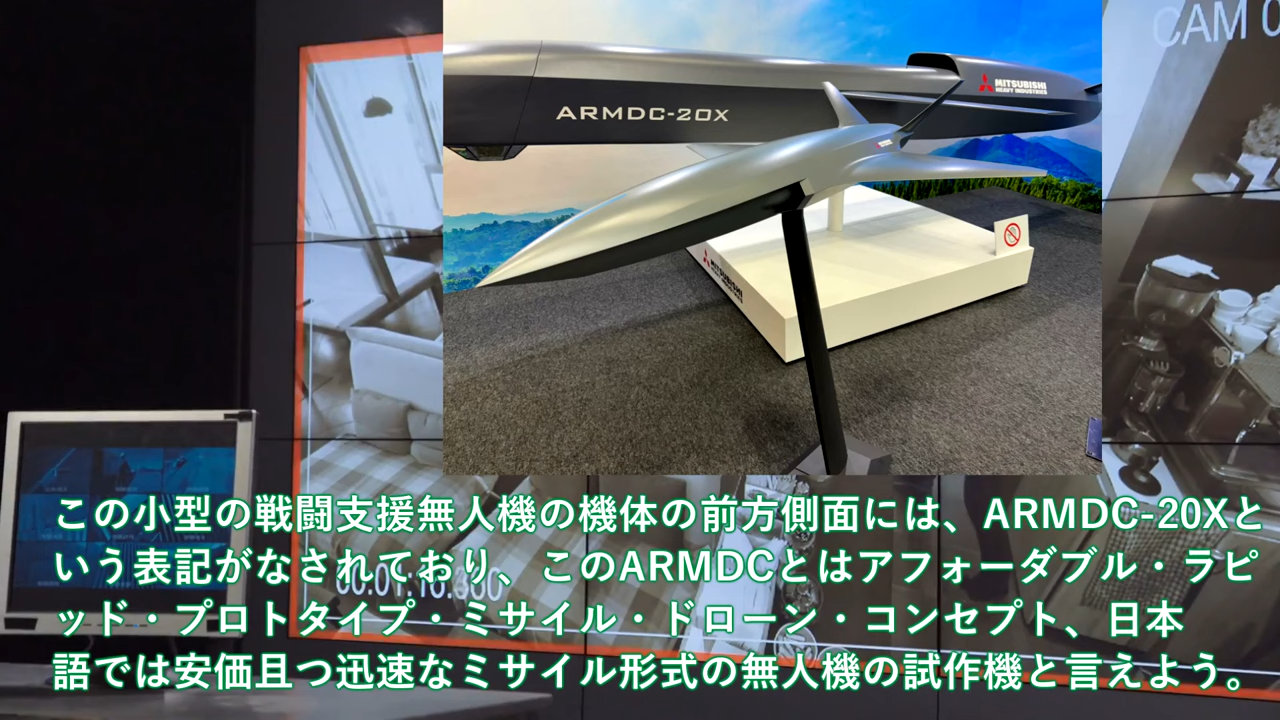 CAM 0
MITSUBISHI
HEAVY INDUSTRIES
ARMDC-20X
MITSUBISHI
この小型の戦闘支援無人機の機体の前方側面には、ARMDC-20Xと
いう表記がなされており、このARMDCとはアフォーダブル・ラピ
ッド・プロトタイプ・ミサイル・ドローン・コンセプト、日本
語では安価且つ迅速なミサイル形式の無人機の試作機と言えよう。